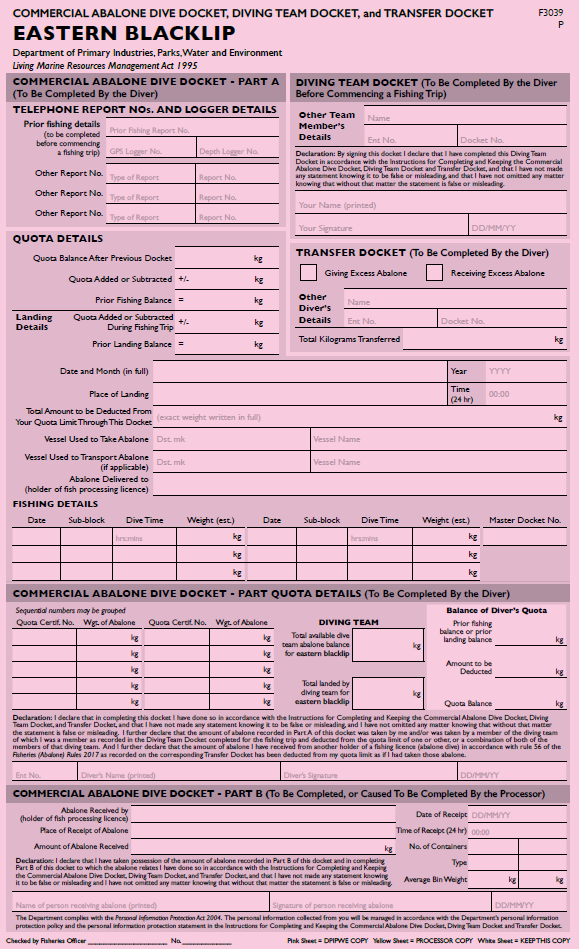 COMMERCIAL ABALONE DIVE DOCKET, DIVING TEAM DOCKET, and TRANSFER DOCKET
F3039
P
EASTERN BLACKLIP
Department of Primary Industries, Parks, Water and Environment
Living Marine Resources Management Act 1995
COMMERCIAL ABALONE DIVE DOCKET - PART A
(To Be Completed By the Diver)
TELEPHONE REPORT NOs. AND LOGGER DETAILS
Prior fishing details
(to be completed
before commencing
a fishing trip)
Prior Fishing Report No.
GPS Logger No. Depth Logger No.
Other Report No. Type of Report Report No.
Other Report No. Type of Report Report No.
Other Report No. Type of Report Report No.
QUOTA DETAILS
Quota Balance After Previous Docket kg
Quota Added or Subtracted +/- kg
Prior Fishing Balance = kg
Landing
Details
Quota Added or Subtracted
During Fishing Trip +/- kg
Prior Landing Balance = kg
DIVING TEAM DOCKET (To Be Completed By the Diver
Before Commencing a Fishing Trip)
Other Team
Member's
Details
Name
Ent No. Docket No.
Declaration: By signing this docket I declare that I have completed this Diving Team
Docket in accordance with the Instructions for Completing and Keeping the Commercial
Abalone Dive Docket, Diving Team Docket and Transfer Docket, and that I have not made
any statement knowing it to be false or misleading, and that I have not omitted any matter
knowing that without that matter the statement is false or misleading.
Your Name (printed)
Your Signature DD/MM/YY
TRANSFER DOCKET (To Be Completed By the Diver)
Giving Excess Abalone Receiving Excess Abalone
Other
Diver's
Details
Name
Ent No. Docket No.
Total Kilograms Transferred kg
Date and Month (in full) Year YYYY
Place of Landing Time
(24 hr) 00:00
Total Amount to be Deducted From
Your Quota Limit Through This Docket (exact weight written in full) kg
Vessel Used to Take Abalone Dst. mk Vessel Name
Vessel Used to Transport Abalone
(if applicable) Dst. mk Vessel Name
Abalone Delivered to
(holder of fish processing licence)
FISHING DETAILS
Date Sub-block Dive Time Weight (est.) Date Sub-block Dive Time Weight (est.) Master Docket No.
hrs:mins kg hrs:mins kg
kg kg
kg kg
COMMERCIAL ABALONE DIVE DOCKET - PART QUOTA DETAILS (To Be Completed By the Diver)
Sequential numbers may be grouped
Quota Certif. No. Wgt. of Abalone Quota Certif. No. Wgt. of Abalone
kg kg
kg kg
kg kg
kg kg
kg kg
DIVING TEAM
Total available dive
team abalone balance
for eastern blacklip
kg
Total landed by
diving team for
eastern blacklip
kg
Balance of Diver's Quota
Prior fishing
balance or prior
landing balance kg
Amount to be
Deducted kg
Quota Balance kg
Declaration: I declare that in completing this docket I have done so in accordance with the Instructions for Completing and Keeping the Commercial Abalone Dive Docket, Diving
Team Docket, and Transfer Docket, and that I have not made any statement knowing it to be false or misleading, and that I have not omitted any matter knowing that without that matter
the statement is false or misleading. I further declare that the amount of abalone recorded in Part A of this docket was taken by me and/or was taken by a member of the diving team
of which I was a member as recorded in the Diving Team Docket completed for the fishing trip and deducted from the quota limit of one or other, or a combination of both of the
members of that diving team. And I further declare that the amount of abalone I have received from another holder of a fishing licence (abalone dive) in accordance with rule 56 of the
Fisheries (Abalone) Rules 2017 as recorded on the corresponding Transfer Docket has been deducted from my quota limit as if I had taken those abalone.
Ent No. Diver's Name (printed) Diver's Signature DD/MM/YY
COMMERCIAL ABALONE DIVE DOCKET - PART B (To Be Completed, or Caused To Be Completed By the Processor)
Abalone Received by
(holder of fish processing licence)
Place of Receipt of Abalone
Amount of Abalone Received kg
Date of Receipt DD/MM/YY
Time of Receipt (24 hr) 00:00
No. of Containers
Type
Average Bin Weight kg kg
Declaration: I declare that I have taken possession of the amount of abalone recorded in Part B of this docket and in completing
Part B of this docket to which the abalone relates I have done so in accordance with the Instructions for Completing and Keeping
the Commercial Abalone Dive Docket, Diving Team Docket, and Transfer Docket, and that I have not made any statement knowing
it to be false or misleading and I have not omitted any matter knowing that without that matter the statement is false or misleading.
Name of person receiving abalone (printed) Signature of person receiving abalone DD/MM/YY
The Department complies with the Personal Information Protection Act 2004. The personal information collected from you will be managed in accordance with the Department's personal information
protection policy and the personal information protection statement in the Instructions for Completing and Keeping the Commercial Abalone Dive Docket, Diving Team Docket and Transfer Docket.
Checked by Fisheries Officer ____________ No. ____________ Pink Sheet = DPIPWE COPY Yellow Sheet = PROCESSOR COPY White Sheet = KEEP THIS COPY